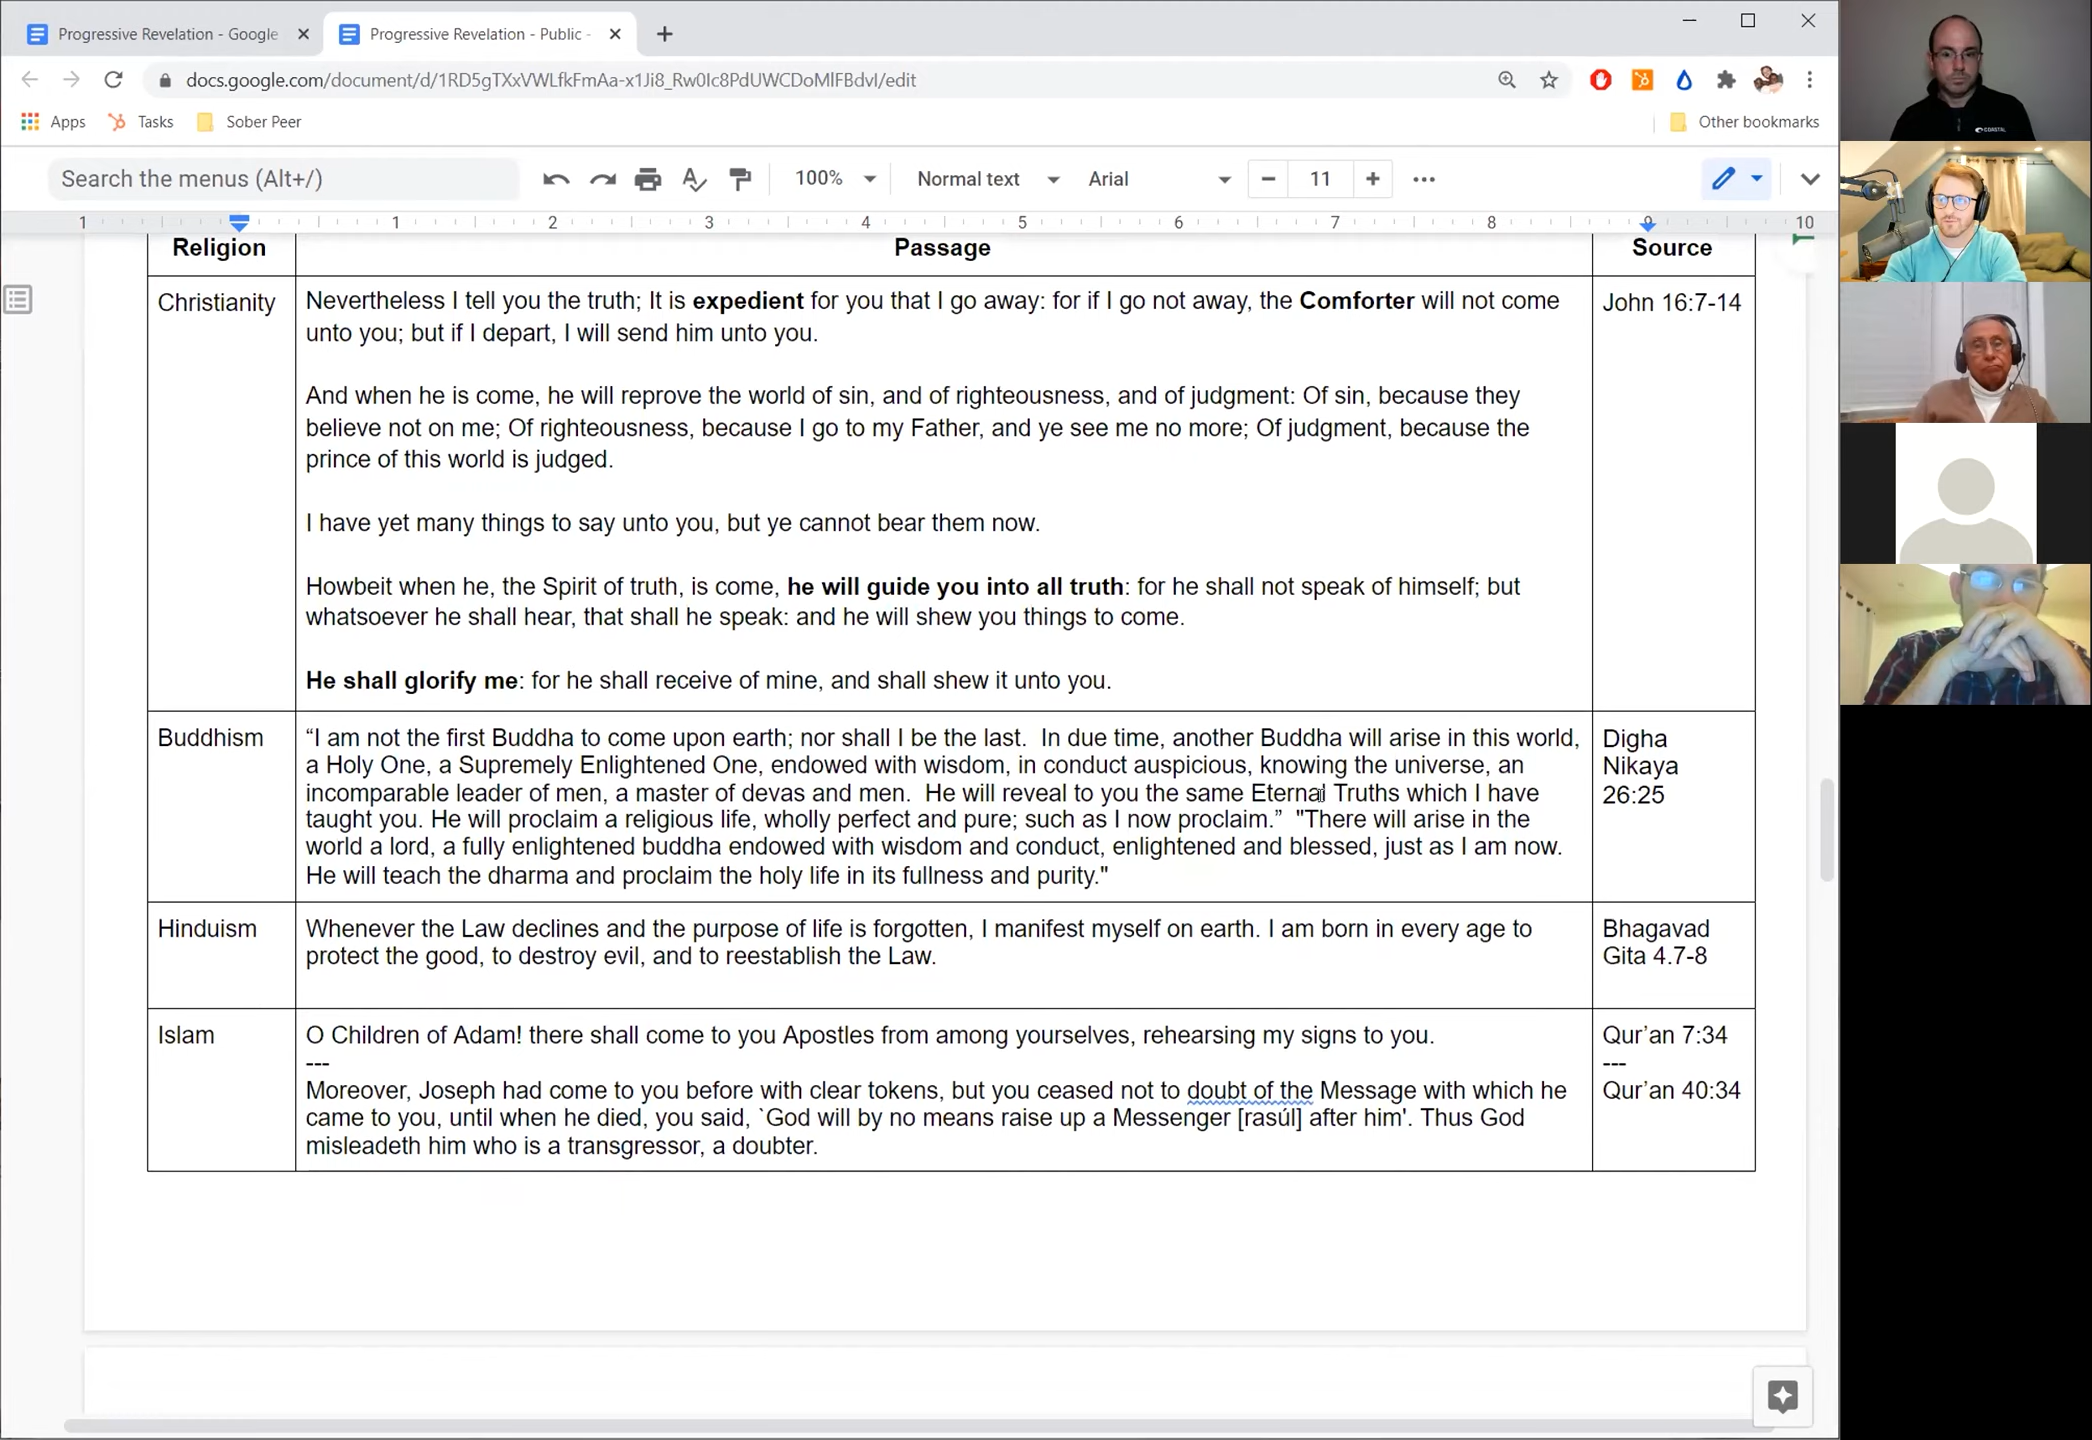 Progressive Revelation - Google
Progressive Revelation - Public -
docs.google.com/document/d/1RD5gTXxVWLfkFmAa-x1Ji8_Rw0Ic8PdUWCDoMlFBdvI/edit
Apps Tasks Sober Peer Other bookmarks
Search the menus (Alt+/) 100% Normal text Arial 11
1 1 2 3 4 5 6 7 8 9 10
Religion Passage Source
Christianity
Nevertheless I tell you the truth; It is expedient for you that I go away: for if I go not away, the Comforter will not come
unto you; but if I depart, I will send him unto you.
And when he is come, he will reprove the world of sin, and of righteousness, and of judgment: Of sin, because they
believe not on me; Of righteousness, because I go to my Father, and ye see me no more; Of judgment, because the
prince of this world is judged.
I have yet many things to say unto you, but ye cannot bear them now.
Howbeit when he, the Spirit of truth, is come, he will guide you into all truth: for he shall not speak of himself; but
whatsoever he shall hear, that shall he speak: and he will shew you things to come.
He shall glorify me: for he shall receive of mine, and shall shew it unto you.
John 16:7-14
Buddhism
“I am not the first Buddha to come upon earth; nor shall I be the last. In due time, another Buddha will arise in this world,
a Holy One, a Supremely Enlightened One, endowed with wisdom, in conduct auspicious, knowing the universe, an
incomparable leader of men, a master of devas and men. He will reveal to you the same Eternal Truths which I have
taught you. He will proclaim a religious life, wholly perfect and pure; such as I now proclaim.” "There will arise in the
world a lord, a fully enlightened buddha endowed with wisdom and conduct, enlightened and blessed, just as I am now.
He will teach the dharma and proclaim the holy life in its fullness and purity."
Digha
Nikaya
26:25
Hinduism
Whenever the Law declines and the purpose of life is forgotten, I manifest myself on earth. I am born in every age to
protect the good, to destroy evil, and to reestablish the Law.
Bhagavad
Gita 4.7-8
Islam
O Children of Adam! there shall come to you Apostles from among yourselves, rehearsing my signs to you.
---
Moreover, Joseph had come to you before with clear tokens, but you ceased not to doubt of the Message with which he
came to you, until when he died, you said, `God will by no means raise up a Messenger [rasúl] after him'. Thus God
misleadeth him who is a transgressor, a doubter.
Qur’an 7:34
---
Qur’an 40:34
COASTAL